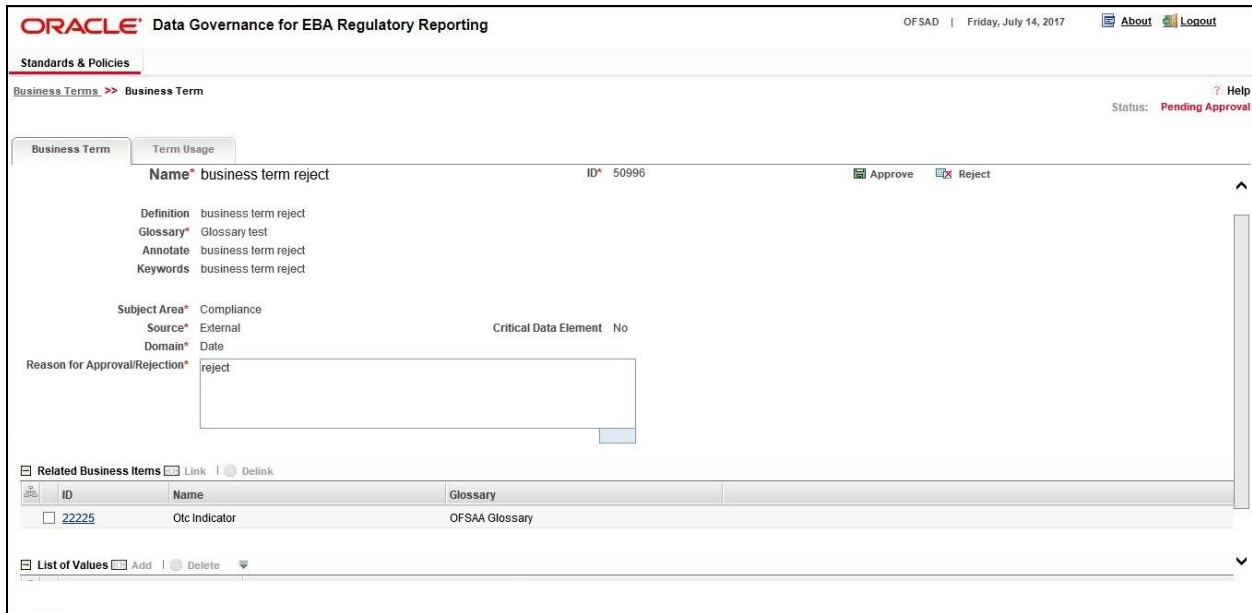 ORACLE® Data Governance for EBA Regulatory Reporting OFSAD | Friday, July 14, 2017 About Logout
Standards & Policies
Business Terms >> Business Term ? Help
Status: Pending Approval
Business Term Term Usage
Name* business term reject ID* 50996 Approve Reject
Definition business term reject
Glossary* Glossary test
Annotate business term reject
Keywords business term reject
Subject Area* Compliance
Source* External Critical Data Element No
Domain* Date
Reason for Approval/Rejection* reject
Related Business Items Link | Delink
ID Name Glossary
22225 Otc Indicator OFSAA Glossary
List of Values Add | Delete